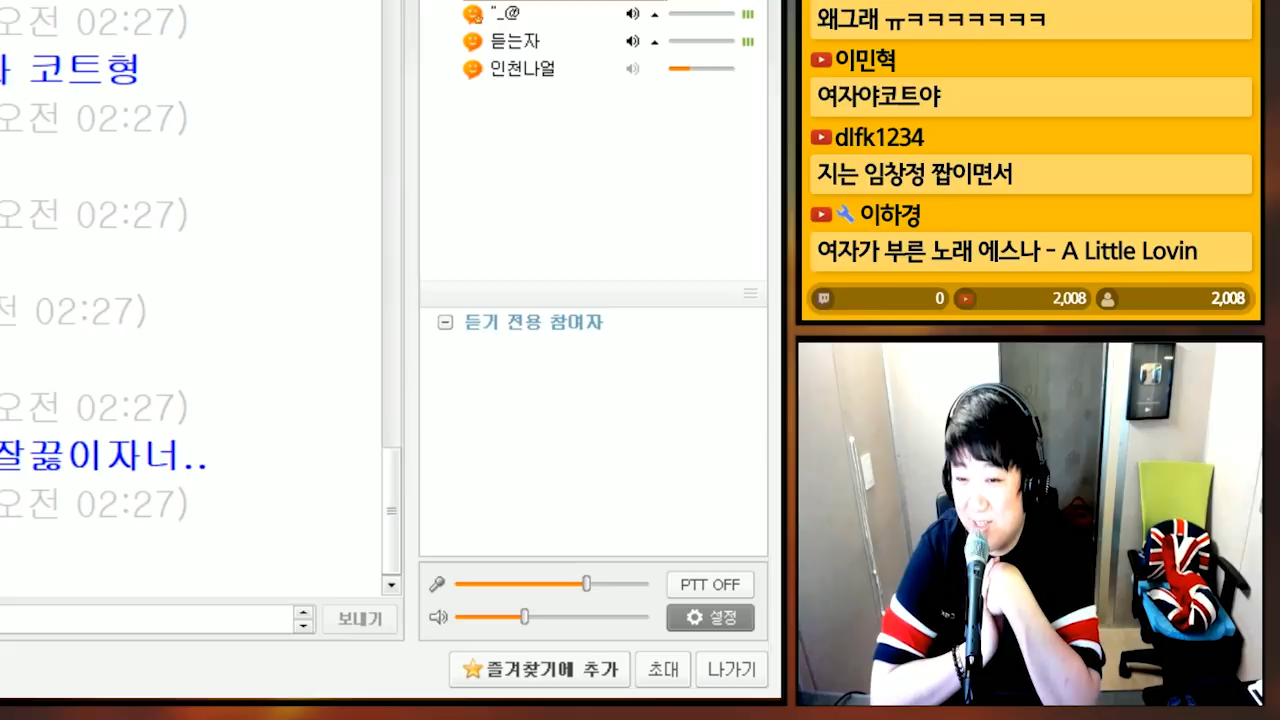 오전 02:27)
코트형
오전 02:27)
오전 02:27)
전 02:27)
오전 02:27)
잘끓이자너..
오전 02:27)
보내기
"_@
듣는자
인천나얼
듣기 전용 참여자
PTT OFF
설정
즐겨찾기에 추가
초대
나가기
왜그래 ㅠㅋㅋㅋㅋㅋㅋㅋ
이민혁
여자야코트야
dlfk1234
지는 임창정 짭이면서
이하경
여자가 부른 노래 에스나 - A Little Lovin
0
2,008
2,008